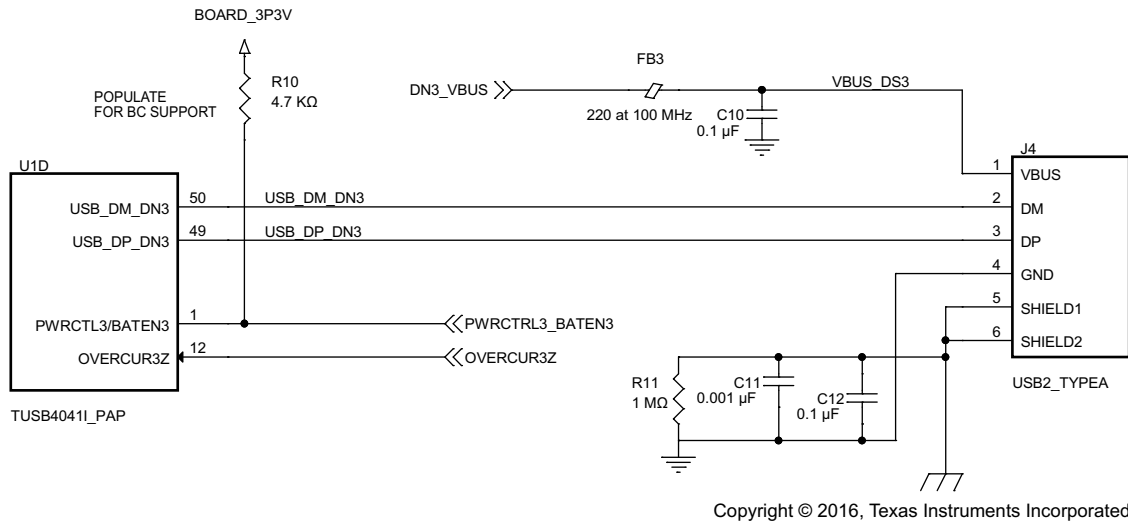 BOARD_3P3V
R10
4.7 KΩ
POPULATE
FOR BC SUPPORT
FB3
DN3_VBUS
220 at 100 MHz
VBUS_DS3
C10
0.1 µF
U1D
J4
USB_DM_DN3
50
USB_DM_DN3
USB_DP_DN3
49
USB_DP_DN3
PWRCTL3/BATEN3
1
PWRCTRL3_BATEN3
OVERCUR3Z
12
OVERCUR3Z
TUSB4041I_PAP
1
VBUS
2
DM
3
DP
4
GND
5
SHIELD1
6
SHIELD2
USB2_TYPEA
R11
1 MΩ
C11
0.001 µF
C12
0.1 µF
Copyright © 2016, Texas Instruments Incorporated